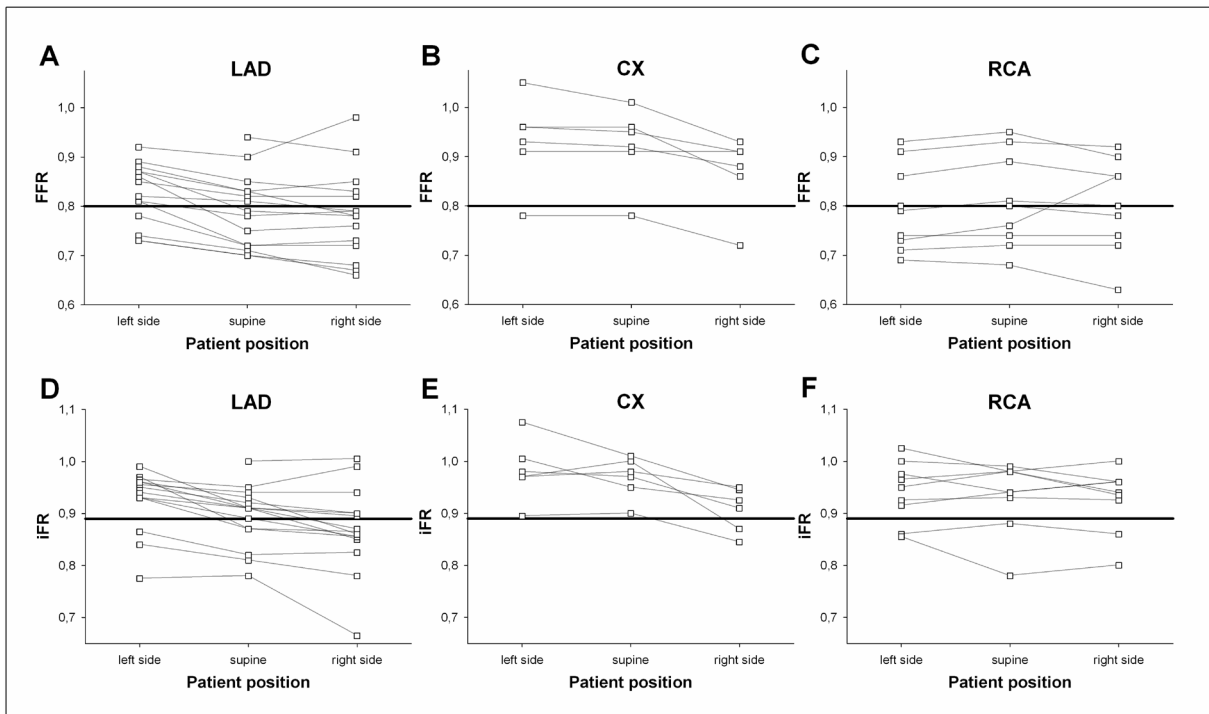 A
LAD
FFR
1,0
0,9
0,8
0,7
0,6
left side
supine
right side
Patient position
B
CX
FFR
1,0
0,9
0,8
0,7
0,6
left side
supine
right side
Patient position
C
RCA
FFR
1,0
0,9
0,8
0,7
0,6
left side
supine
right side
Patient position
D
LAD
iFR
1,1
1,0
0,9
0,8
0,7
left side
supine
right side
Patient position
E
CX
iFR
1,1
1,0
0,9
0,8
0,7
left side
supine
right side
Patient position
F
RCA
iFR
1,1
1,0
0,9
0,8
0,7
left side
supine
right side
Patient position